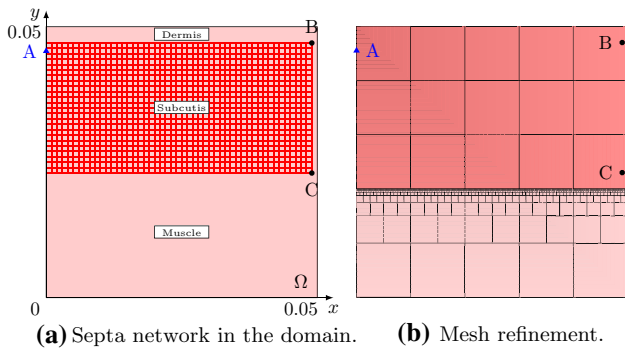 y
0.05
Dermis
B
B
A
A
Subcutis
C
C
Muscle
Ω
0
0.05
x
(a) Septa network in the domain.
(b) Mesh refinement.